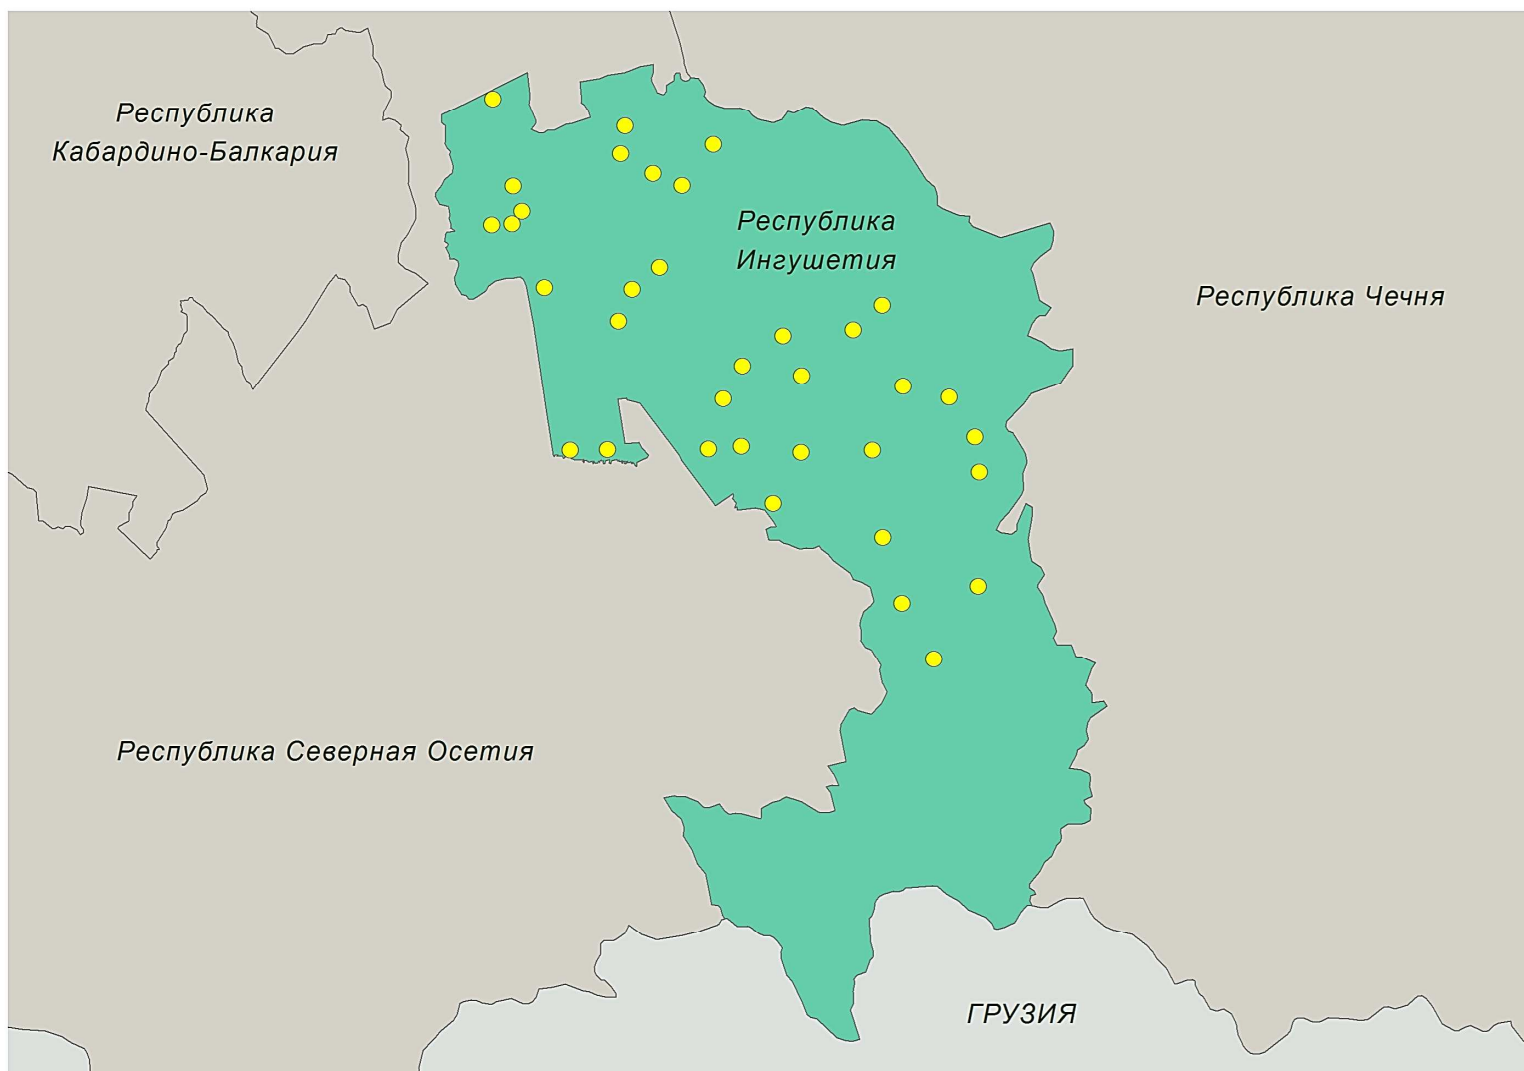 Республика
Кабардино-Балкария
Республика
Ингушетия
Республика Чечня
Республика Северная Осетия
ГРУЗИЯ